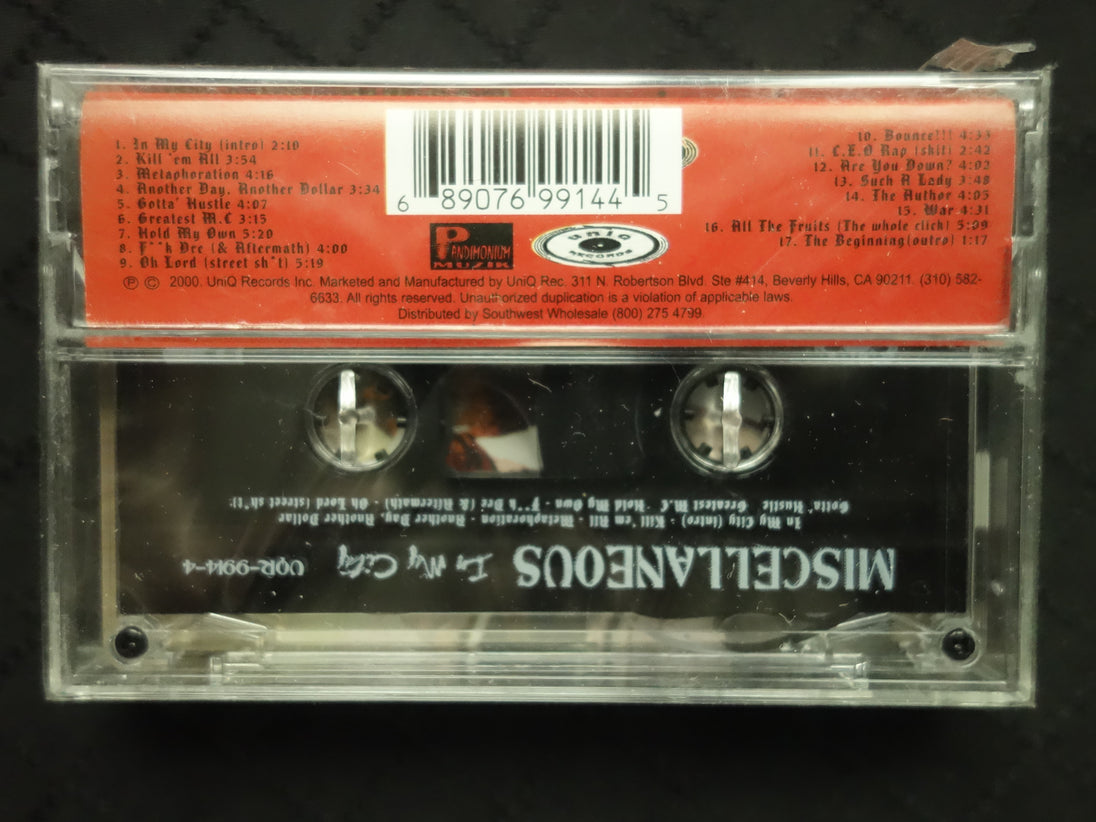 1. In My City (intro) 2:10
2. Kill 'em All 3:54
3. Metaphoration 4:16
4. Another Day, Another Dollar 3:34
5. Gotta' Hustle 4:07
6. Greatest M.C 3:15
7. Hold My Own 5:20
8. F**k Dre (& Aftermath) 4:00
9. Oh Lord (street sh*t) 5:19
6 89076 99144 5
10. Bounce!!! 4:33
11. C.E.O Rap (skit) 2:42
12. Are You Down? 4:02
13. Such A Lady 3:48
14. The Author 4:05
15. War 4:31
16. All The Fruits (The whole click) 5:09
17. The Beginning(outro) 1:17
PANDIMONIUM
MUZIK
uniq
RECORDS
℗ © 2000. UniQ Records Inc. Marketed and Manufactured by UniQ Rec. 311 N. Robertson Blvd. Ste #414, Beverly Hills, CA 90211. (310) 582-
6633. All rights reserved. Unauthorized duplication is a violation of applicable laws.
Distributed by Southwest Wholesale (800) 275 4799.
MISCELLANEOUS In My City UQR-9914-4
In My City (intro) · Kill 'em All · Metaphoration · Another Day, Another Dollar
Gotta' Hustle · Greatest M.C · Hold My Own · F**k Dre (& Aftermath) · Oh Lord (street sh*t)